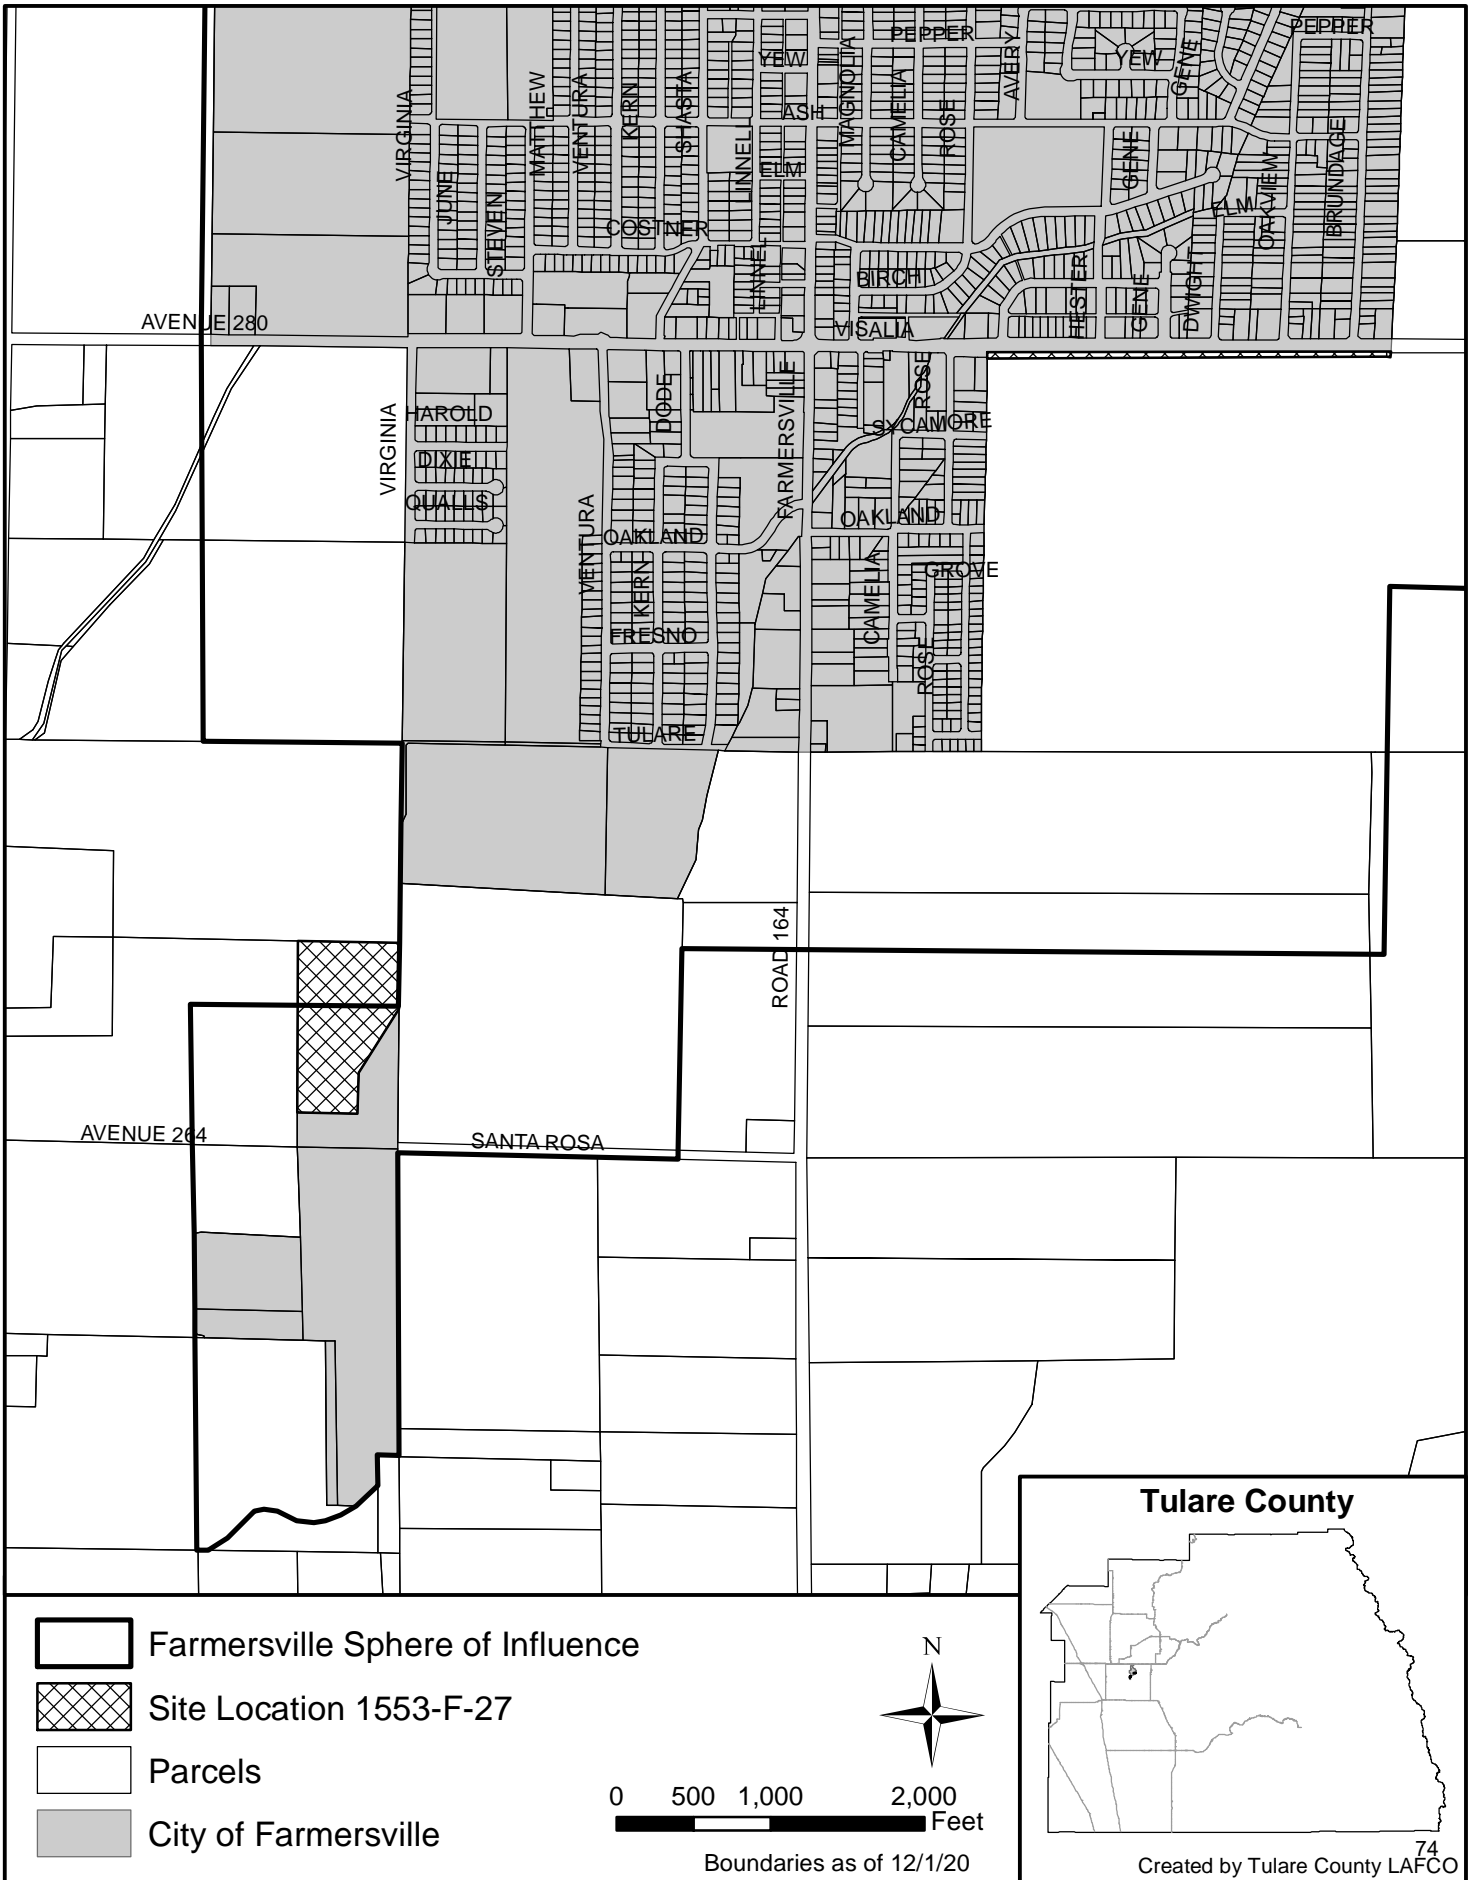 PEPPER
PEPPER
YEW
YEW
GENE
AVERY
MAGNOLIA
CAMELIA
ROSE
ASH
VIRGINIA
MATTHEW
VENTURA
KERN
SHASTA
LINNELL
ELM
GENE
BRUNDAGE
OAKVIEW
JUNE
STEVEN
COSTNER
ELM
LINNEL
BIRCH
HESTER
GENE
DWIGHT
AVENUE 280
VISALIA
HAROLD
DIXIE
QUALLS
VIRGINIA
DODE
FARMERSVILLE
ROSE
SYCAMORE
VENTURA
OAKLAND
OAKLAND
KERN
CAMELIA
GROVE
FRESNO
ROSE
TULARE
ROAD 164
AVENUE 264
SANTA ROSA
Tulare County
Farmersville Sphere of Influence
Site Location 1553-F-27
Parcels
City of Farmersville
N
0 500 1,000 2,000
Feet
Boundaries as of 12/1/20
74
Created by Tulare County LAFCO